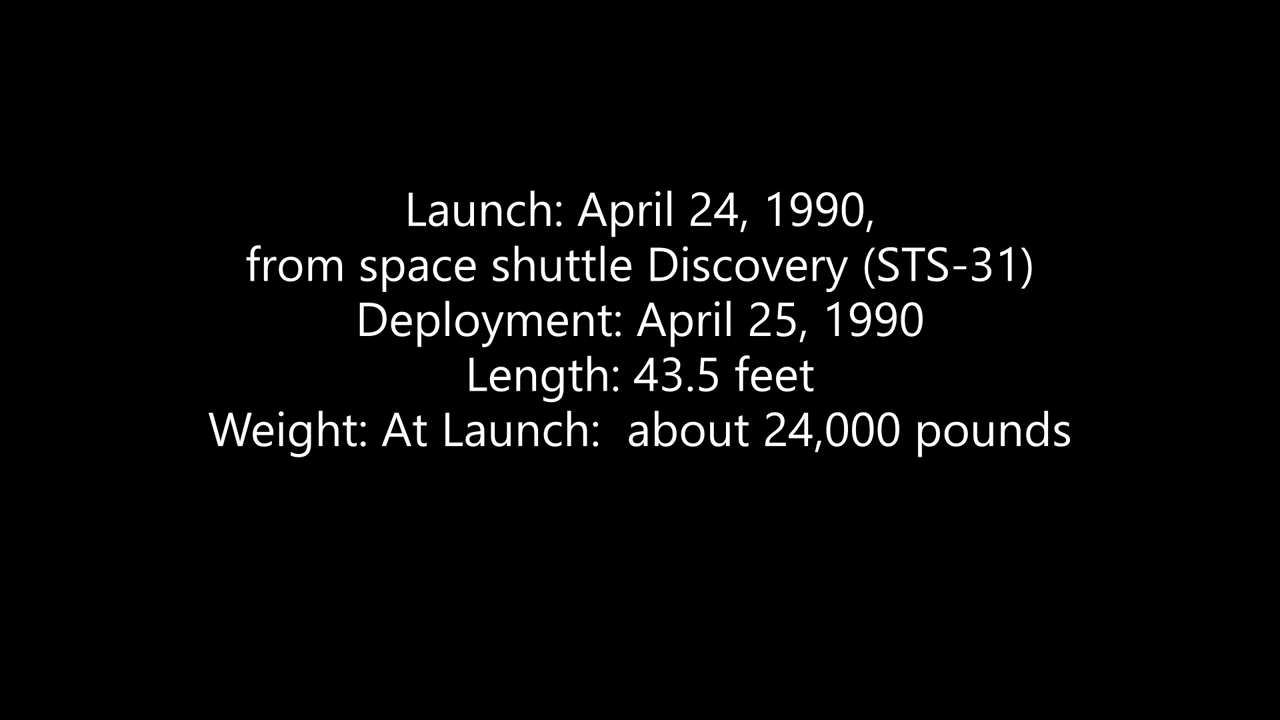 Launch: April 24, 1990,
from space shuttle Discovery (STS-31)
Deployment: April 25, 1990
Length: 43.5 feet
Weight: At Launch:  about 24,000 pounds